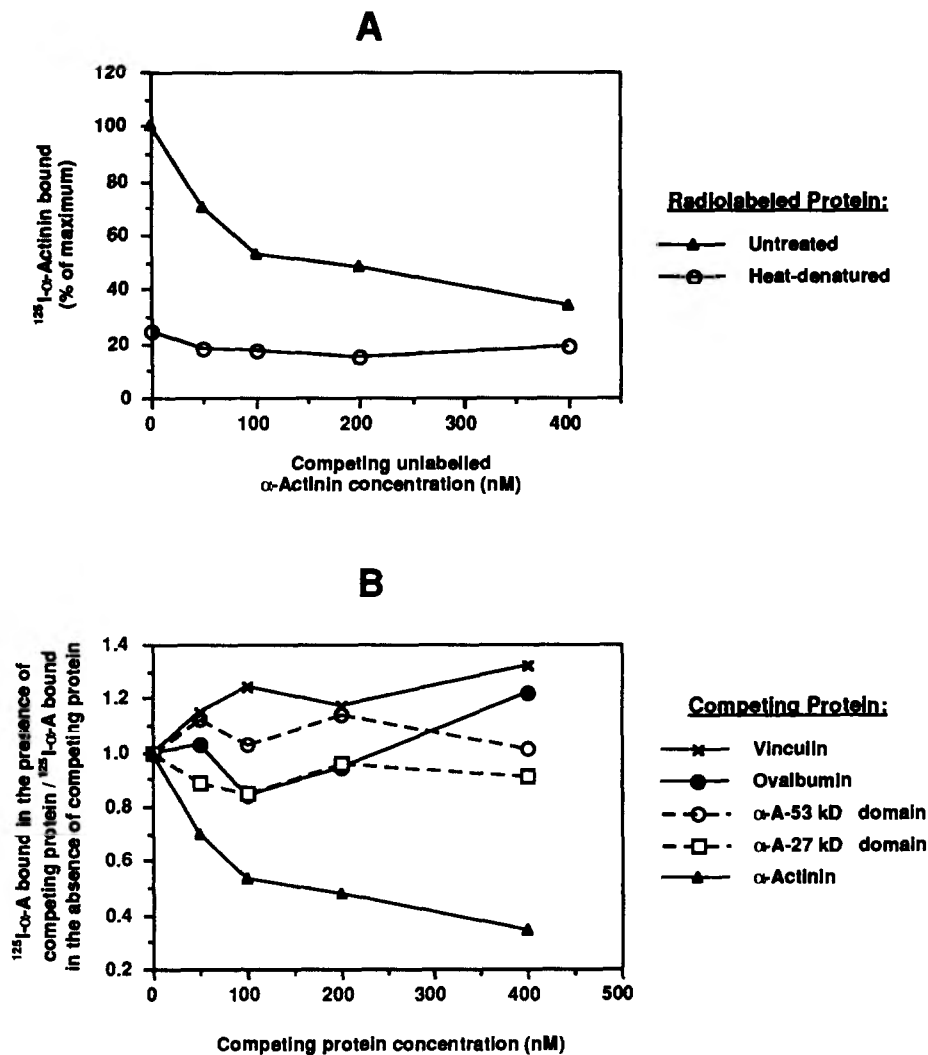 A
120
100
80
60
40
20
0
¹²⁵I-α-Actinin bound
(% of maximum)
0 100 200 300 400
Competing unlabelled
α-Actinin concentration (nM)
Radiolabeled Protein:
Untreated
Heat-denatured
B
1.4
1.2
1.0
0.8
0.6
0.4
0.2
¹²⁵I-α-A bound in the presence of
competing protein / ¹²⁵I-α-A bound
in the absence of competing protein
0 100 200 300 400 500
Competing protein concentration (nM)
Competing Protein:
Vinculin
Ovalbumin
α-A-53 kD domain
α-A-27 kD domain
α-Actinin